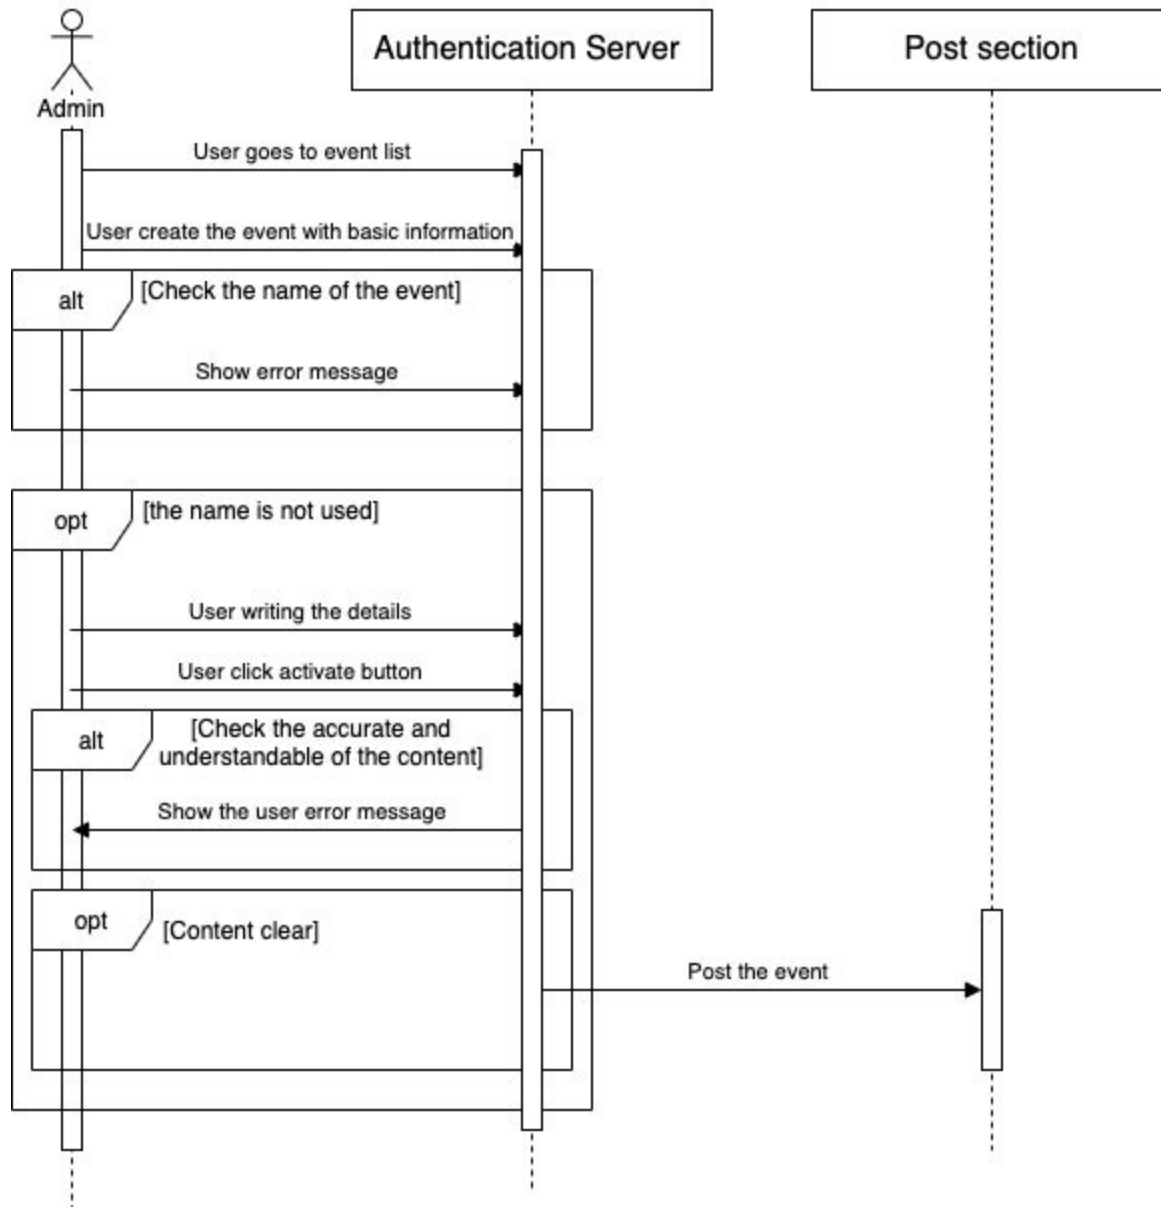 Authentication Server
Post section
Admin
User goes to event list
User create the event with basic information
alt
[Check the name of the event]
Show error message
opt
[the name is not used]
User writing the details
User click activate button
alt
[Check the accurate and
understandable of the content]
Show the user error message
opt
[Content clear]
Post the event